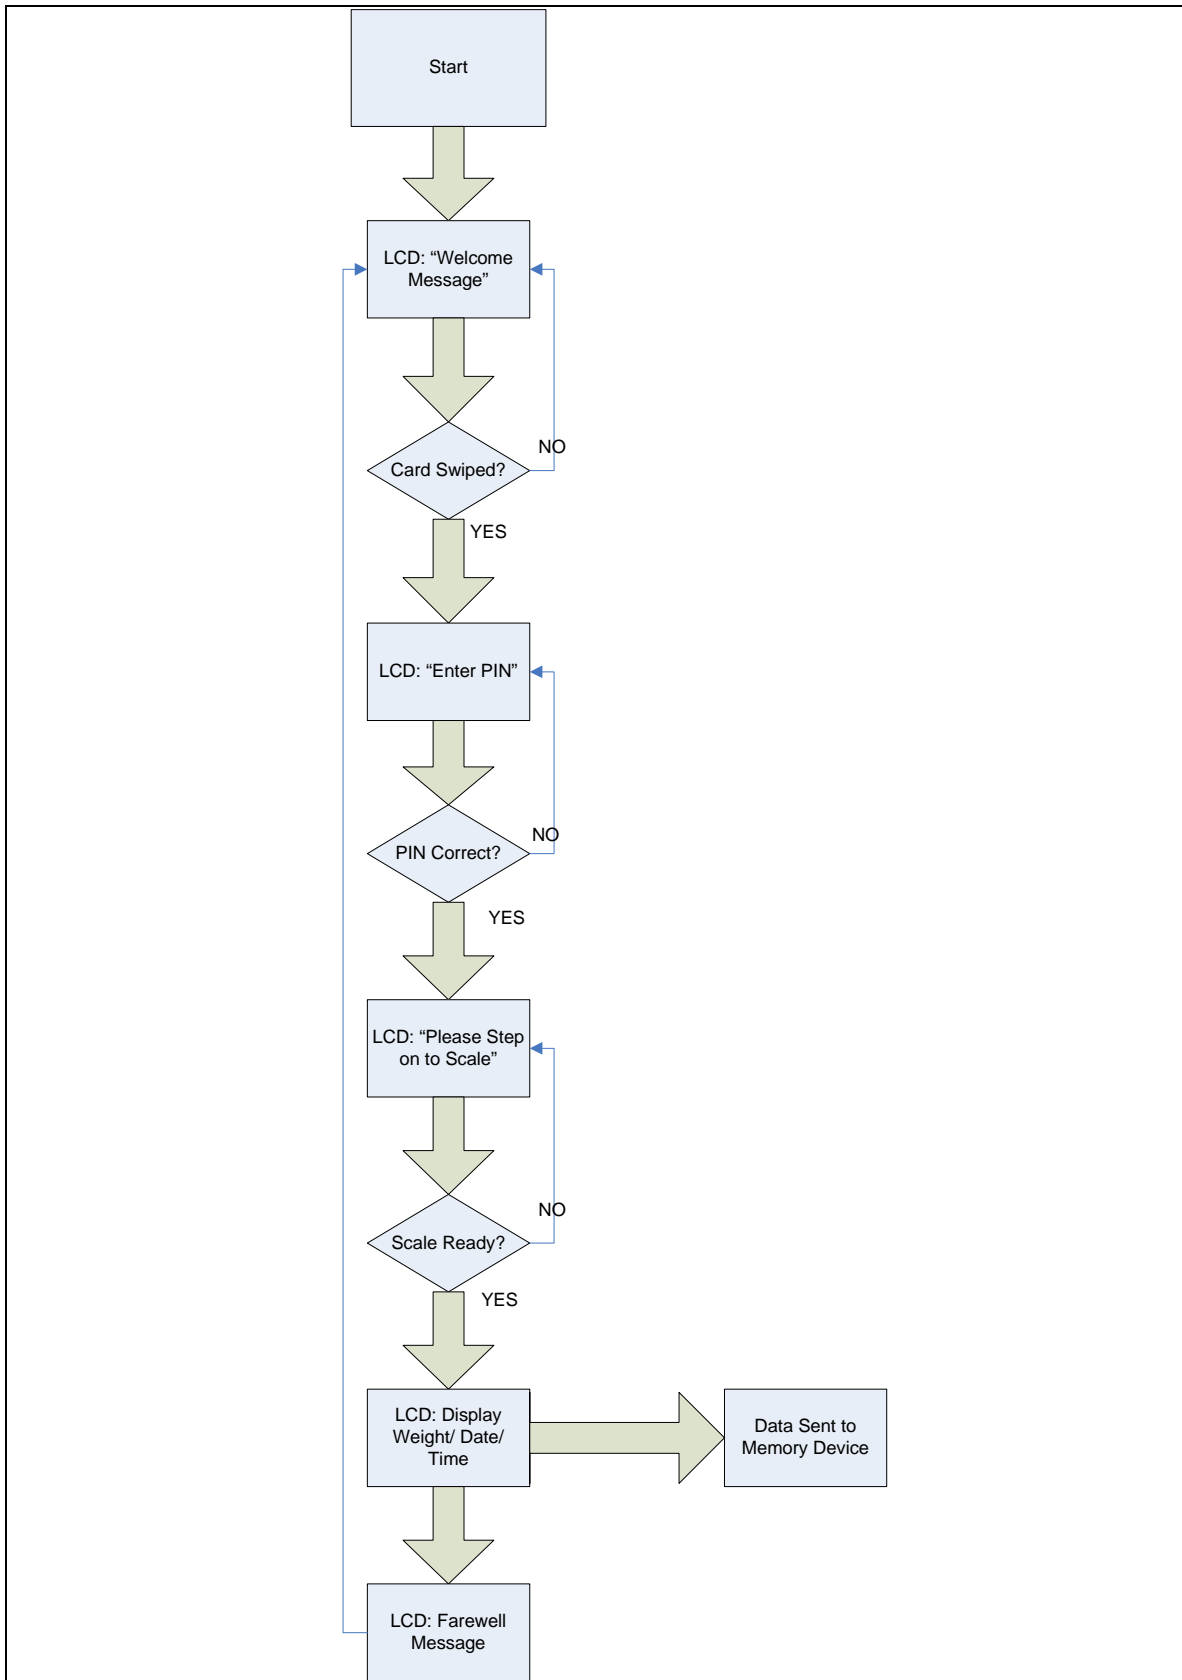 Start
LCD: “Welcome
Message”
NO
Card Swiped?
YES
LCD: “Enter PIN”
NO
PIN Correct?
YES
LCD: “Please Step
on to Scale”
NO
Scale Ready?
YES
LCD: Display
Weight/ Date/
Time
Data Sent to
Memory Device
LCD: Farewell
Message